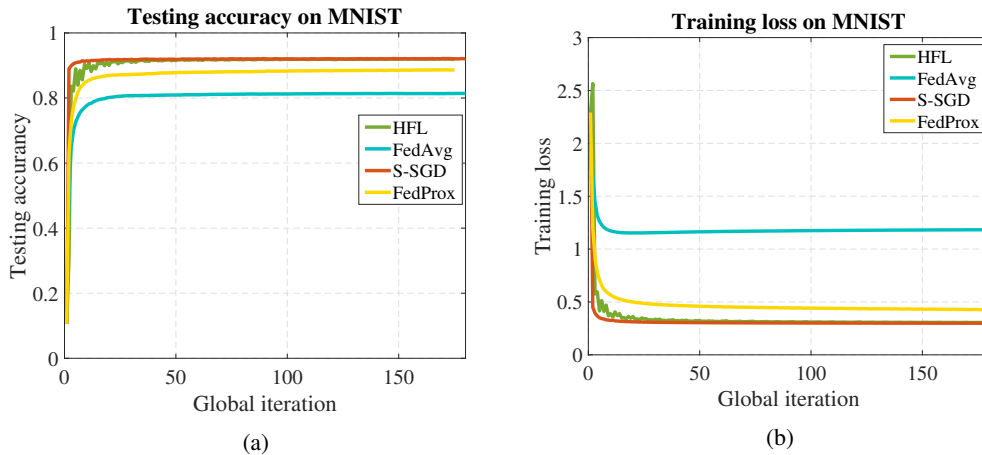 Testing accuracy on MNIST
1
0.8
0.6
0.4
0.2
0
Testing accurancy
HFL
FedAvg
S-SGD
FedProx
0
50
100
150
Global iteration
(a)
Training loss on MNIST
3
2.5
2
1.5
1
0.5
0
Training loss
HFL
FedAvg
S-SGD
FedProx
0
50
100
150
Global iteration
(b)